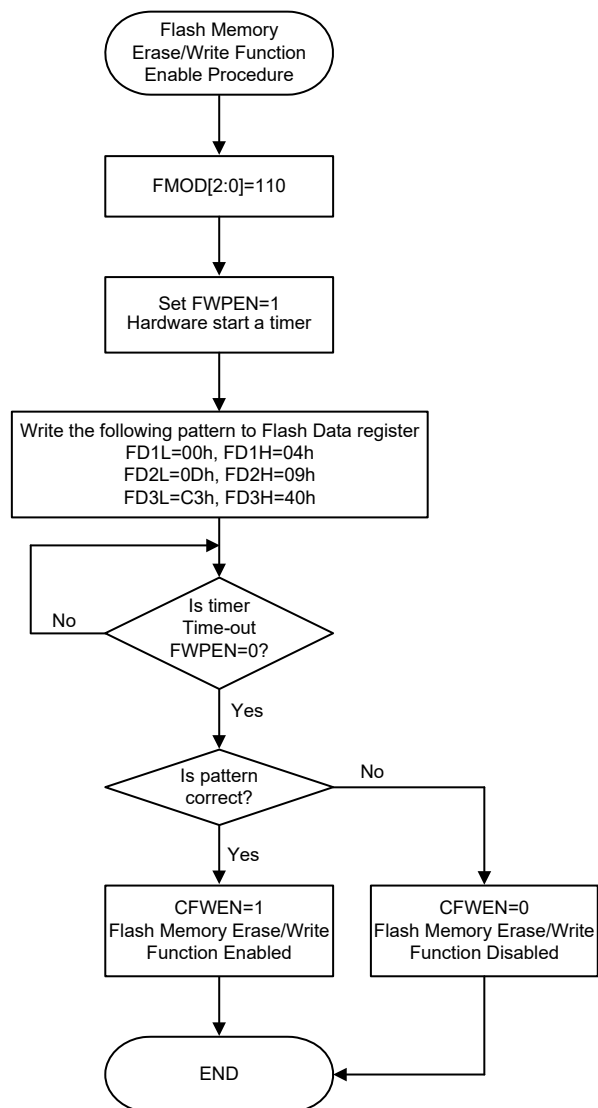 Flash Memory
Erase/Write Function
Enable Procedure
FMOD[2:0]=110
Set FWPEN=1
Hardware start a timer
Write the following pattern to Flash Data register
FD1L=00h, FD1H=04h
FD2L=0Dh, FD2H=09h
FD3L=C3h, FD3H=40h
Is timer
Time-out
FWPEN=0?
No
Yes
Is pattern
correct?
No
Yes
CFWEN=1
Flash Memory Erase/Write
Function Enabled
CFWEN=0
Flash Memory Erase/Write
Function Disabled
END